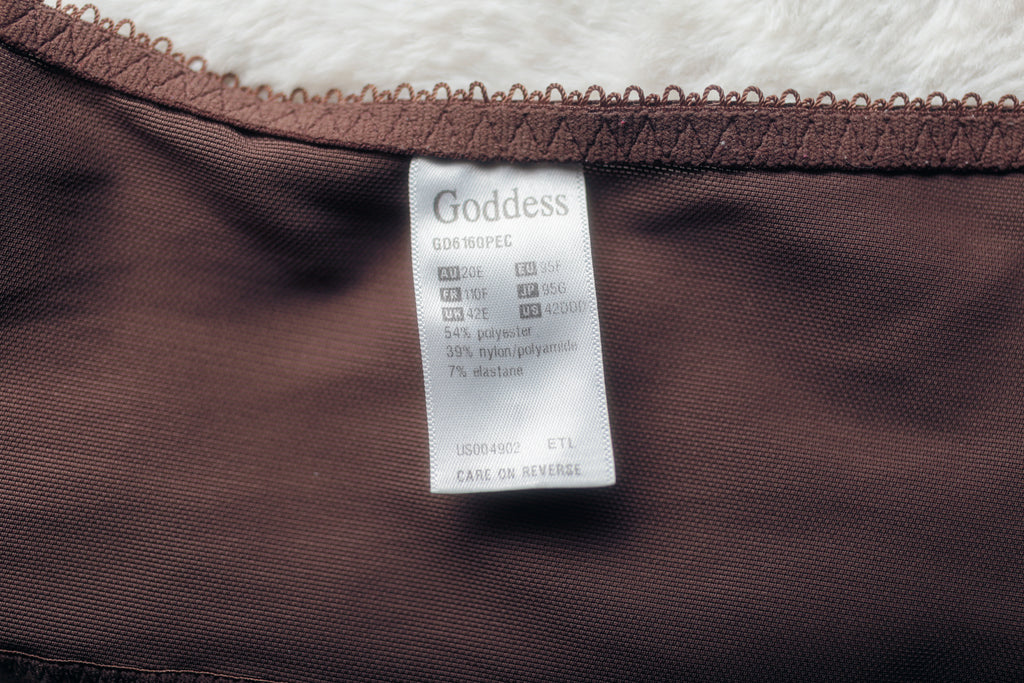 Goddess
GD6160PEC
AU 20E EU 95F
FR 110F JP 95G
UK 42E US 42DDD
54% polyester
39% nylon/polyamide
7% elastane
US004902 ETL
CARE ON REVERSE